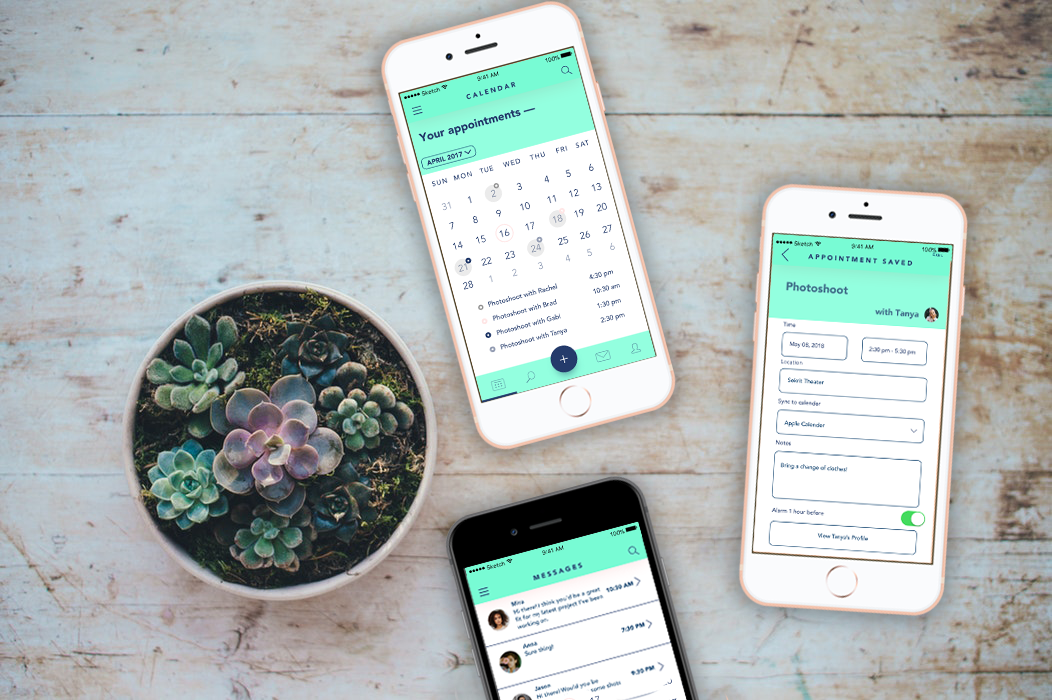 ●●●●● Sketch
9:41 AM
100%
CALENDAR
Your appointments —
APRIL 2017
SUN MON TUE WED THU FRI SAT
31 1 2 3 4 5 6
7 8 9 10 11 12 13
14 15 16 17 18 19 20
21 22 23 24 25 26 27
28 1 2 3 4 5 6
Photoshoot with Rachel 4:30 pm
Photoshoot with Brad 10:30 am
Photoshoot with Gabi 1:30 pm
Photoshoot with Tanya 2:30 pm
+
●●●●● Sketch
9:41 AM
100%
APPOINTMENT SAVED
Photoshoot
with Tanya
Time
May 08, 2018
2:30 pm - 5:30 pm
Location
Sekrit Theater
Sync to calendar
Apple Calender
Notes
Bring a change of clothes!
Alarm 1 hour before
View Tanya's Profile
●●●●● Sketch
9:41 AM
100%
MESSAGES
Mira
10:30 AM
Hi there! I think you'd be a great
fit for my latest project I've been
working on.
Anna
7:30 PM
Sure thing!
Jason
9:30 PM
Hi there! Would you be
some shots